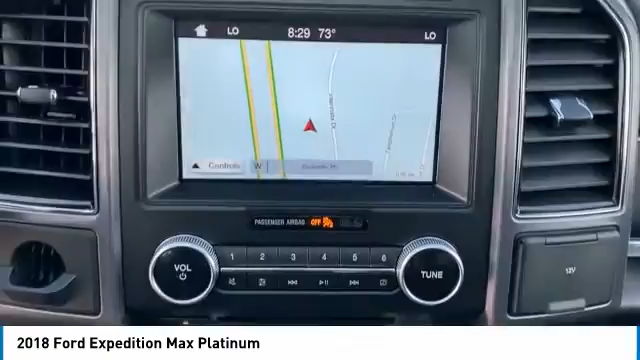 LO 8:29 73° LO
Controls W
PASSENGER AIRBAG OFF
VOL
1 2 3 4 5 6
TUNE
12V
2018 Ford Expedition Max Platinum